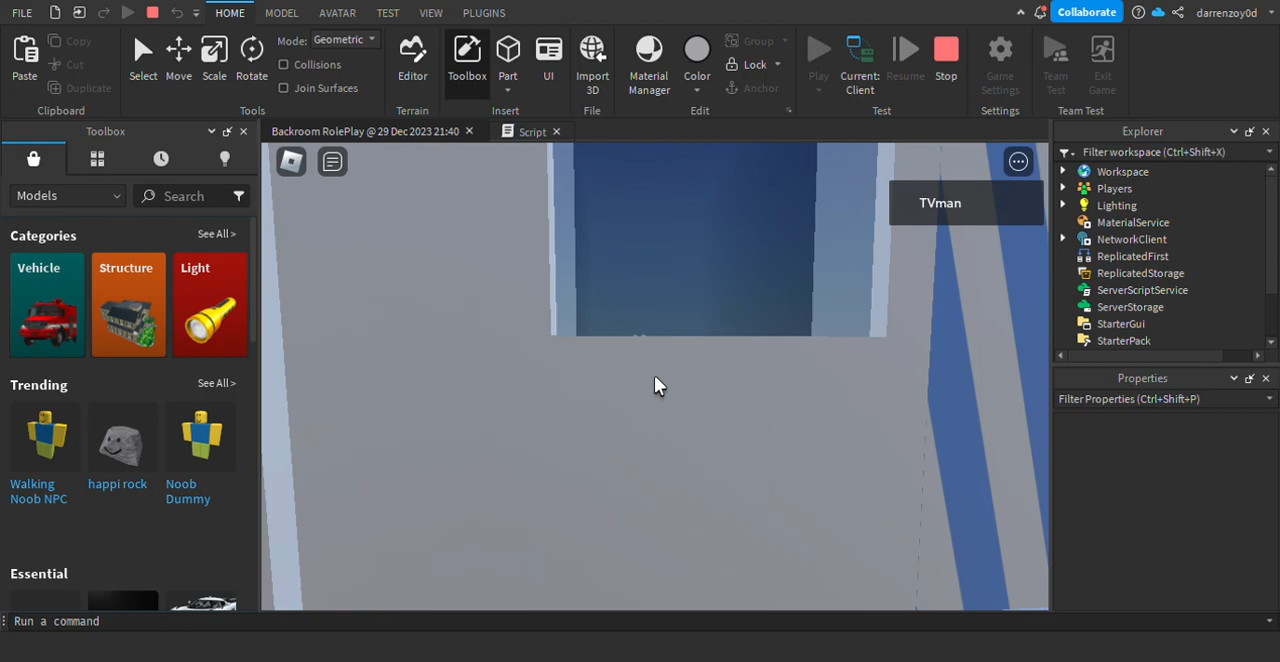 FILE
HOME
MODEL
AVATAR
TEST
VIEW
PLUGINS
Collaborate
darrenzoy0d
Paste
Copy
Cut
Duplicate
Clipboard
Select
Move
Scale
Rotate
Mode: Geometric
Collisions
Join Surfaces
Tools
Editor
Terrain
Toolbox
Part
UI
Insert
Import
3D
File
Material
Manager
Color
Group
Lock
Anchor
Edit
Play
Current:
Client
Resume
Stop
Test
Game
Settings
Settings
Team
Test
Exit
Game
Team Test
Toolbox
Models
Search
Categories
See All >
Vehicle
Structure
Light
Trending
See All >
Walking
Noob NPC
happi rock
Noob
Dummy
Essential
See All >
Backroom RolePlay @ 29 Dec 2023 21:40
Script
TVman
Explorer
Filter workspace (Ctrl+Shift+X)
Workspace
Players
Lighting
MaterialService
NetworkClient
ReplicatedFirst
ReplicatedStorage
ServerScriptService
ServerStorage
StarterGui
StarterPack
Properties
Filter Properties (Ctrl+Shift+P)
Run a command